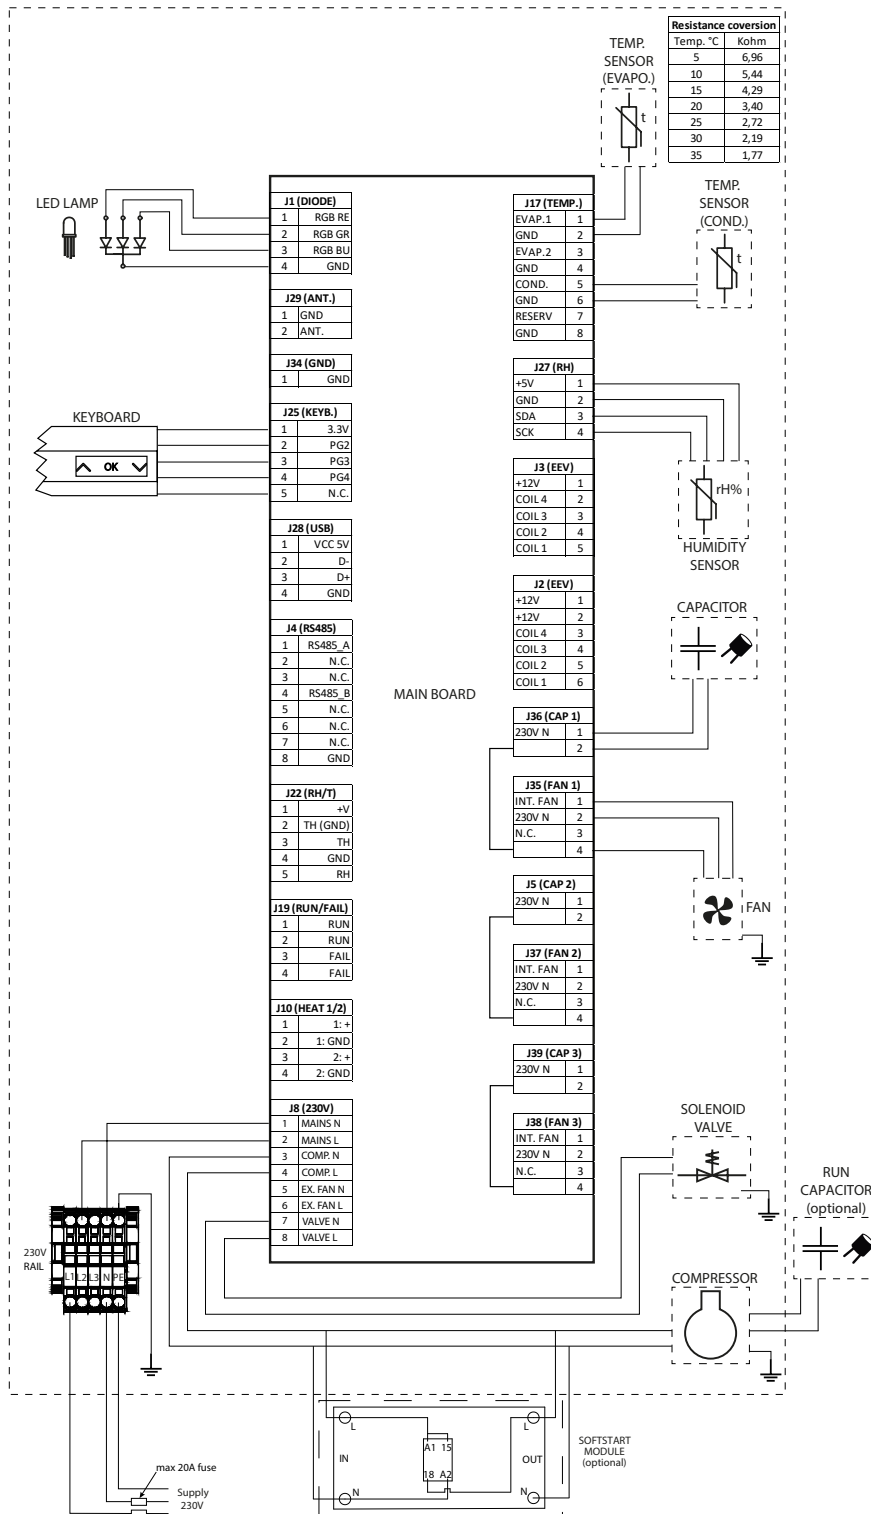 Resistance coversion
Temp. °C Kohm
5 6,96
10 5,44
15 4,29
20 3,40
25 2,72
30 2,19
35 1,77
TEMP.
SENSOR
(EVAPO.)
t
TEMP.
SENSOR
(COND.)
t
LED LAMP
J1 (DIODE)
1 RGB RE
2 RGB GR
3 RGB BU
4 GND
J29 (ANT.)
1 GND
2 ANT.
J34 (GND)
1 GND
KEYBOARD
OK
J25 (KEYB.)
1 3.3V
2 PG2
3 PG3
4 PG4
5 N.C.
J28 (USB)
1 VCC 5V
2 D-
3 D+
4 GND
J4 (RS485)
1 RS485_A
2 N.C.
3 N.C.
4 RS485_B
5 N.C.
6 N.C.
7 N.C.
8 GND
J22 (RH/T)
1 +V
2 TH (GND)
3 TH
4 GND
5 RH
J19 (RUN/FAIL)
1 RUN
2 RUN
3 FAIL
4 FAIL
J10 (HEAT 1/2)
1 1: +
2 1: GND
3 2: +
4 2: GND
J8 (230V)
1 MAINS N
2 MAINS L
3 COMP. N
4 COMP. L
5 EX. FAN N
6 EX. FAN L
7 VALVE N
8 VALVE L
MAIN BOARD
J17 (TEMP.)
EVAP.1 1
GND 2
EVAP.2 3
GND 4
COND. 5
GND 6
RESERV 7
GND 8
J27 (RH)
+5V 1
GND 2
SDA 3
SCK 4
J3 (EEV)
+12V 1
COIL 4 2
COIL 3 3
COIL 2 4
COIL 1 5
J2 (EEV)
+12V 1
+12V 2
COIL 4 3
COIL 3 4
COIL 2 5
COIL 1 6
J36 (CAP 1)
230V N 1
2
J35 (FAN 1)
INT. FAN 1
230V N 2
N.C. 3
4
J5 (CAP 2)
230V N 1
2
J37 (FAN 2)
INT. FAN 1
230V N 2
N.C. 3
4
J39 (CAP 3)
230V N 1
2
J38 (FAN 3)
INT. FAN 1
230V N 2
N.C. 3
4
rH%
HUMIDITY
SENSOR
CAPACITOR
FAN
SOLENOID
VALVE
RUN
CAPACITOR
(optional)
COMPRESSOR
230V
RAIL
L1 L2 L3 N PE
max 20A fuse
Supply
230V
L
L
A1 15
IN
OUT
18 A2
N
N
SOFTSTART
MODULE
(optional)